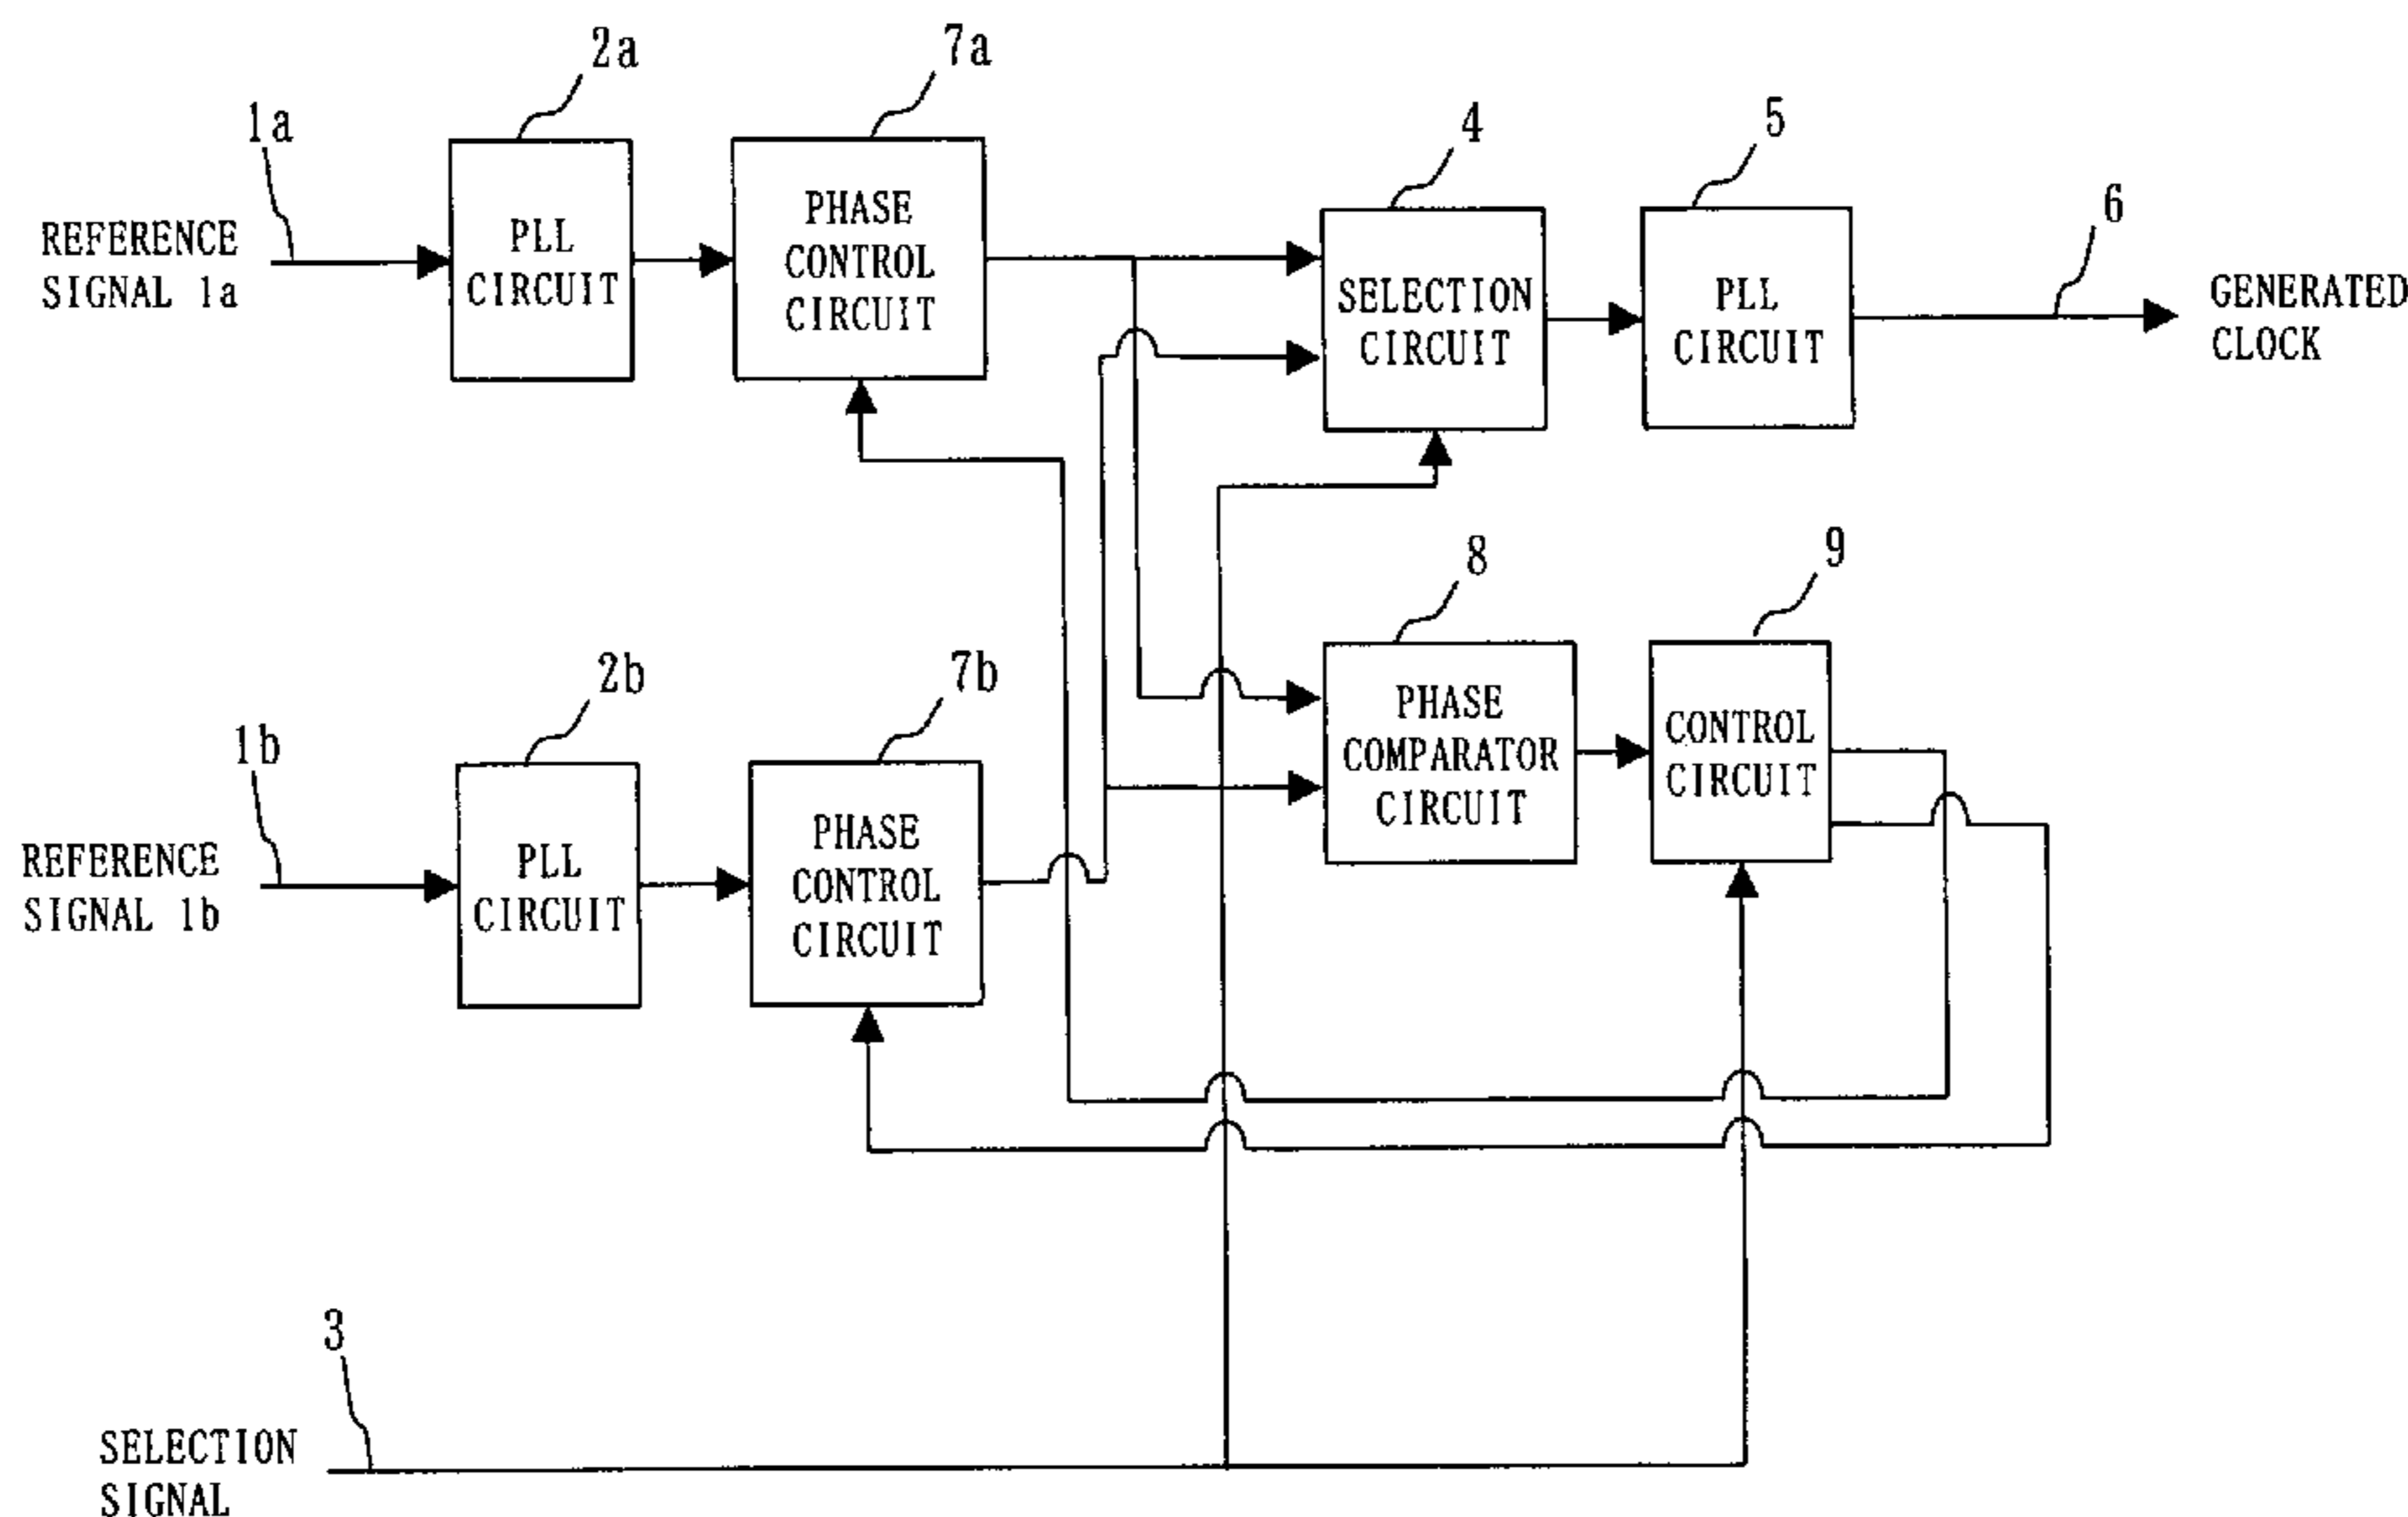 2a
7a
1a
4
5
6
REFERENCE
SIGNAL 1a
PLL
CIRCUIT
PHASE
CONTROL
CIRCUIT
SELECTION
CIRCUIT
PLL
CIRCUIT
GENERATED
CLOCK
8
9
2b
7b
1b
REFERENCE
SIGNAL 1b
PLL
CIRCUIT
PHASE
CONTROL
CIRCUIT
PHASE
COMPARATOR
CIRCUIT
CONTROL
CIRCUIT
3
SELECTION
SIGNAL